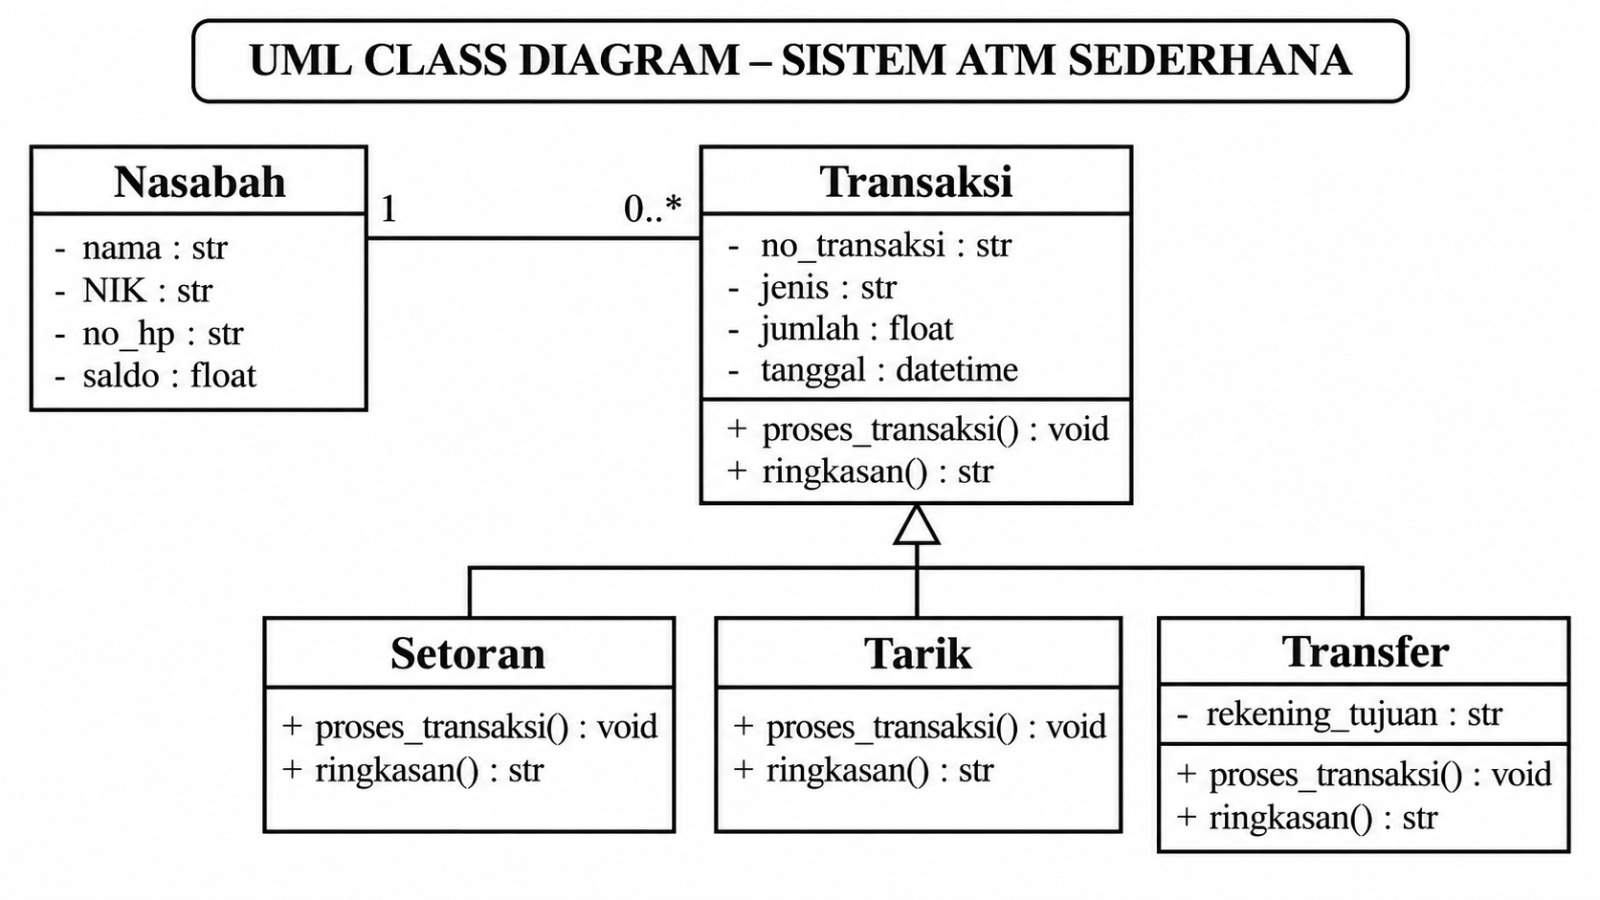 UML CLASS DIAGRAM – SISTEM ATM SEDERHANA
Nasabah
- nama : str
- NIK : str
- no_hp : str
- saldo : float
1
0..*
Transaksi
- no_transaksi : str
- jenis : str
- jumlah : float
- tanggal : datetime
+ proses_transaksi() : void
+ ringkasan() : str
Setoran
+ proses_transaksi() : void
+ ringkasan() : str
Tarik
+ proses_transaksi() : void
+ ringkasan() : str
Transfer
- rekening_tujuan : str
+ proses_transaksi() : void
+ ringkasan() : str